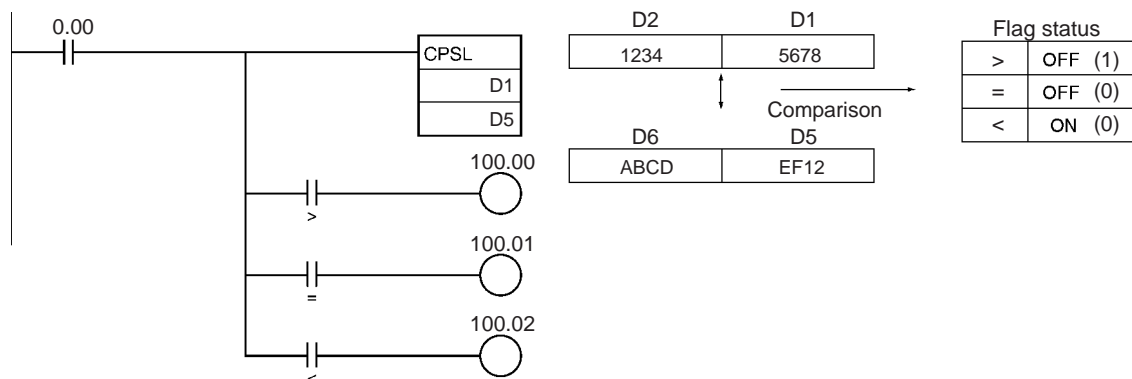 0.00
CPSL
D1
D5
100.00
>
100.01
=
100.02
<
D2 D1
1234 5678
Comparison
D6 D5
ABCD EF12
Flag status
> OFF (1)
= OFF (0)
< ON (0)